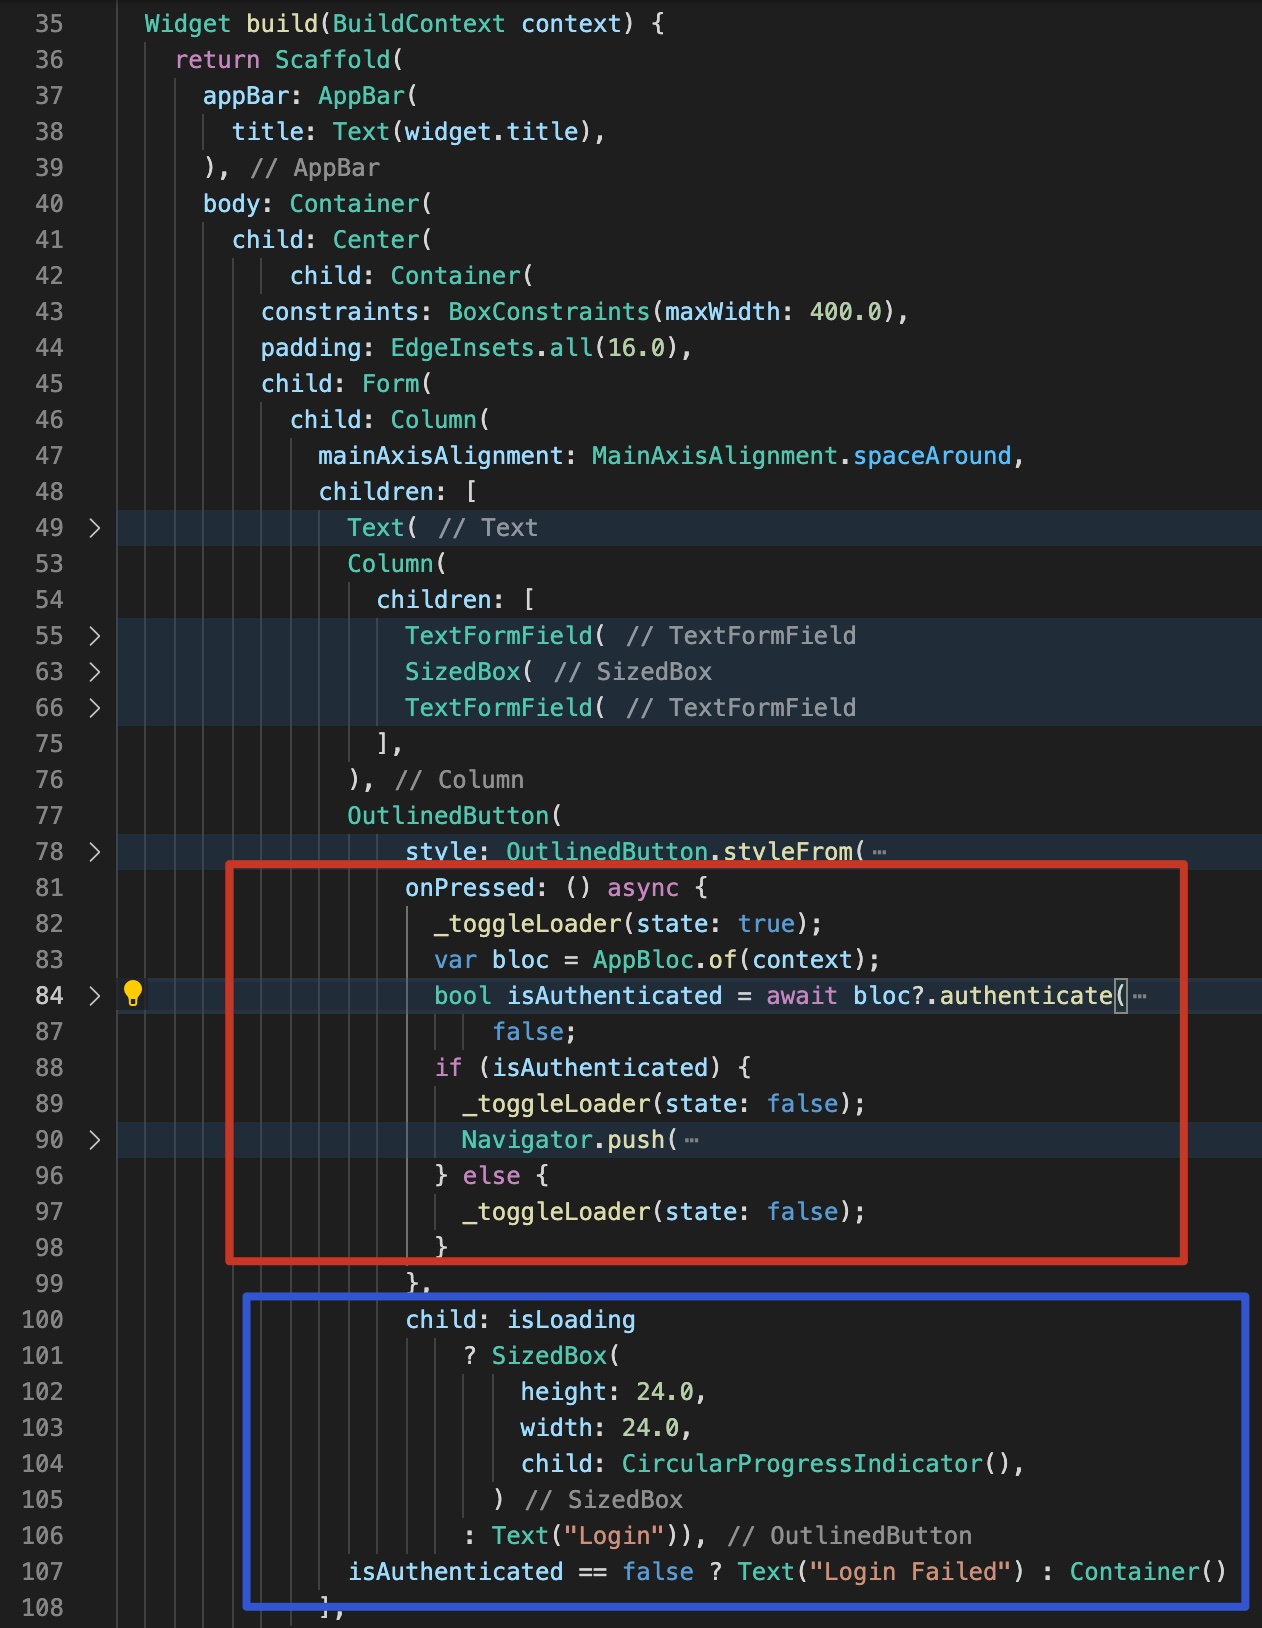 35 Widget build(BuildContext context) {
36 return Scaffold(
37 appBar: AppBar(
38 title: Text(widget.title),
39 ), // AppBar
40 body: Container(
41 child: Center(
42 child: Container(
43 constraints: BoxConstraints(maxWidth: 400.0),
44 padding: EdgeInsets.all(16.0),
45 child: Form(
46 child: Column(
47 mainAxisAlignment: MainAxisAlignment.spaceAround,
48 children: [
49 > Text( // Text
53 Column(
54 children: [
55 > TextFormField( // TextFormField
63 > SizedBox( // SizedBox
66 > TextFormField( // TextFormField
75 ],
76 ), // Column
77 OutlinedButton(
78 > style: OutlinedButton.styleFrom( ⋯
81 onPressed: () async {
82 _toggleLoader(state: true);
83 var bloc = AppBloc.of(context);
84 > bool isAuthenticated = await bloc?.authenticate( ⋯
87 false;
88 if (isAuthenticated) {
89 _toggleLoader(state: false);
90 > Navigator.push( ⋯
96 } else {
97 _toggleLoader(state: false);
98 }
99 },
100 child: isLoading
101 ? SizedBox(
102 height: 24.0,
103 width: 24.0,
104 child: CircularProgressIndicator(),
105 ) // SizedBox
106 : Text("Login")), // OutlinedButton
107 isAuthenticated == false ? Text("Login Failed") : Container()
108 ],